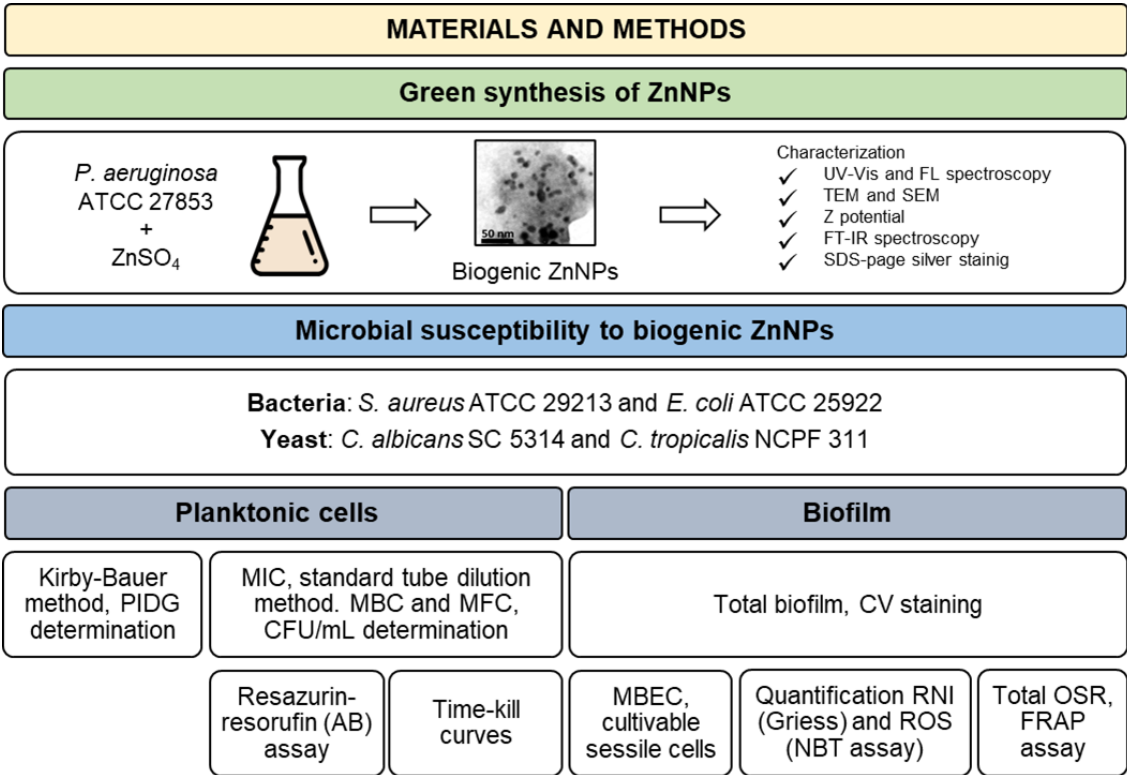 MATERIALS AND METHODS
Green synthesis of ZnNPs
P. aeruginosa
ATCC 27853
+
ZnSO₄
50 nm
Biogenic ZnNPs
Characterization
✓ UV-Vis and FL spectroscopy
✓ TEM and SEM
✓ Z potential
✓ FT-IR spectroscopy
✓ SDS-page silver stainig
Microbial susceptibility to biogenic ZnNPs
Bacteria: S. aureus ATCC 29213 and E. coli ATCC 25922
Yeast: C. albicans SC 5314 and C. tropicalis NCPF 311
Planktonic cells
Biofilm
Kirby-Bauer
method, PIDG
determination
MIC, standard tube dilution
method. MBC and MFC,
CFU/mL determination
Total biofilm, CV staining
Resazurin-
resorufin (AB)
assay
Time-kill
curves
MBEC,
cultivable
sessile cells
Quantification RNI
(Griess) and ROS
(NBT assay)
Total OSR,
FRAP
assay